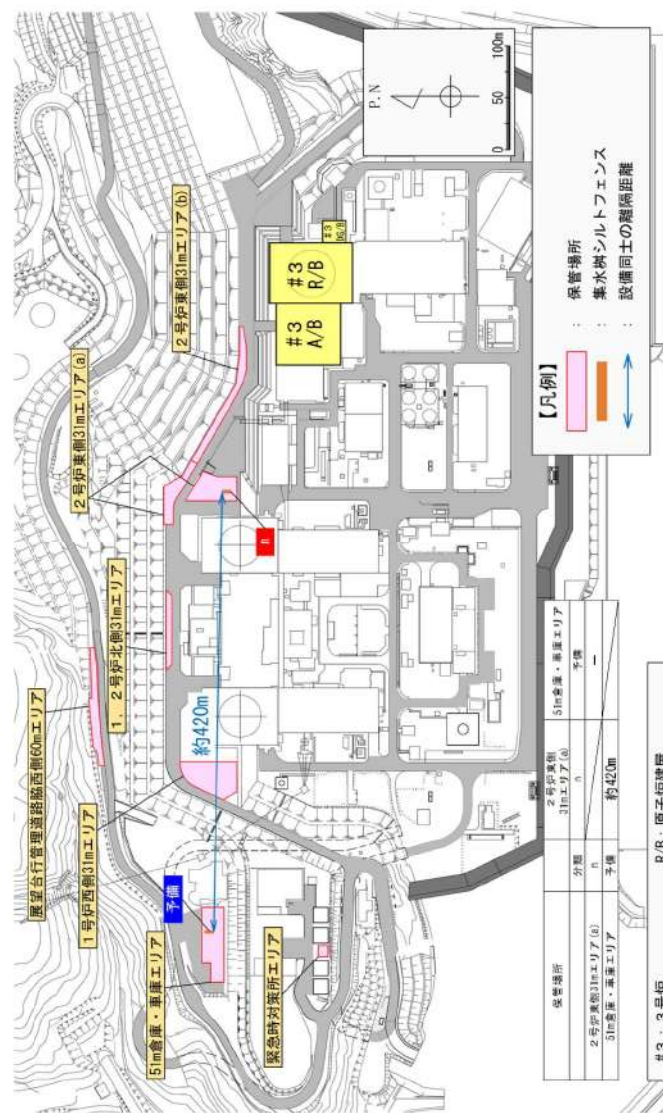 展望台行管理道路脇西側60mエリア
1号炉西側31mエリア
51m倉庫・車庫エリア
緊急時対策所エリア
1、2号炉北側31mエリア
2号炉東側31mエリア(a)
2号炉東側31mエリア(b)
予備
約420m
n
#3
A/B
#3
R/B
#3
DG/B
P.N
0 50 100m
【凡例】
: 保管場所
: 集水桝シルトフェンス
: 設備同士の離隔距離
保管場所 分類 2号炉東側31mエリア(a) 51m倉庫・車庫エリア
n 予備
2号炉東側31mエリア(a) n
51m倉庫・車庫エリア 予備 約420m ー
#3:3号炉 R/B:原子炉建屋